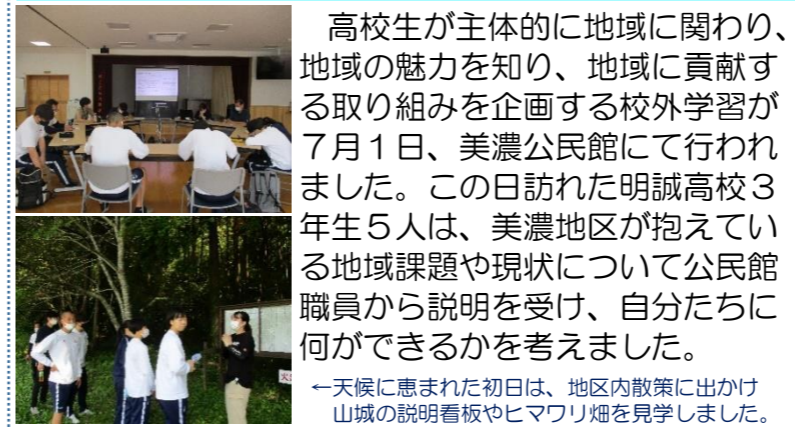 高校生が主体的に地域に関わり、
地域の魅力を知り、地域に貢献す
る取り組みを企画する校外学習が
７月１日、美濃公民館にて行われ
ました。この日訪れた明誠高校３
年生５人は、美濃地区が抱えてい
る地域課題や現状について公民館
職員から説明を受け、自分たちに
何ができるかを考えました。
←天候に恵まれた初日は、地区内散策に出かけ
山城の説明看板やヒマワリ畑を見学しました。